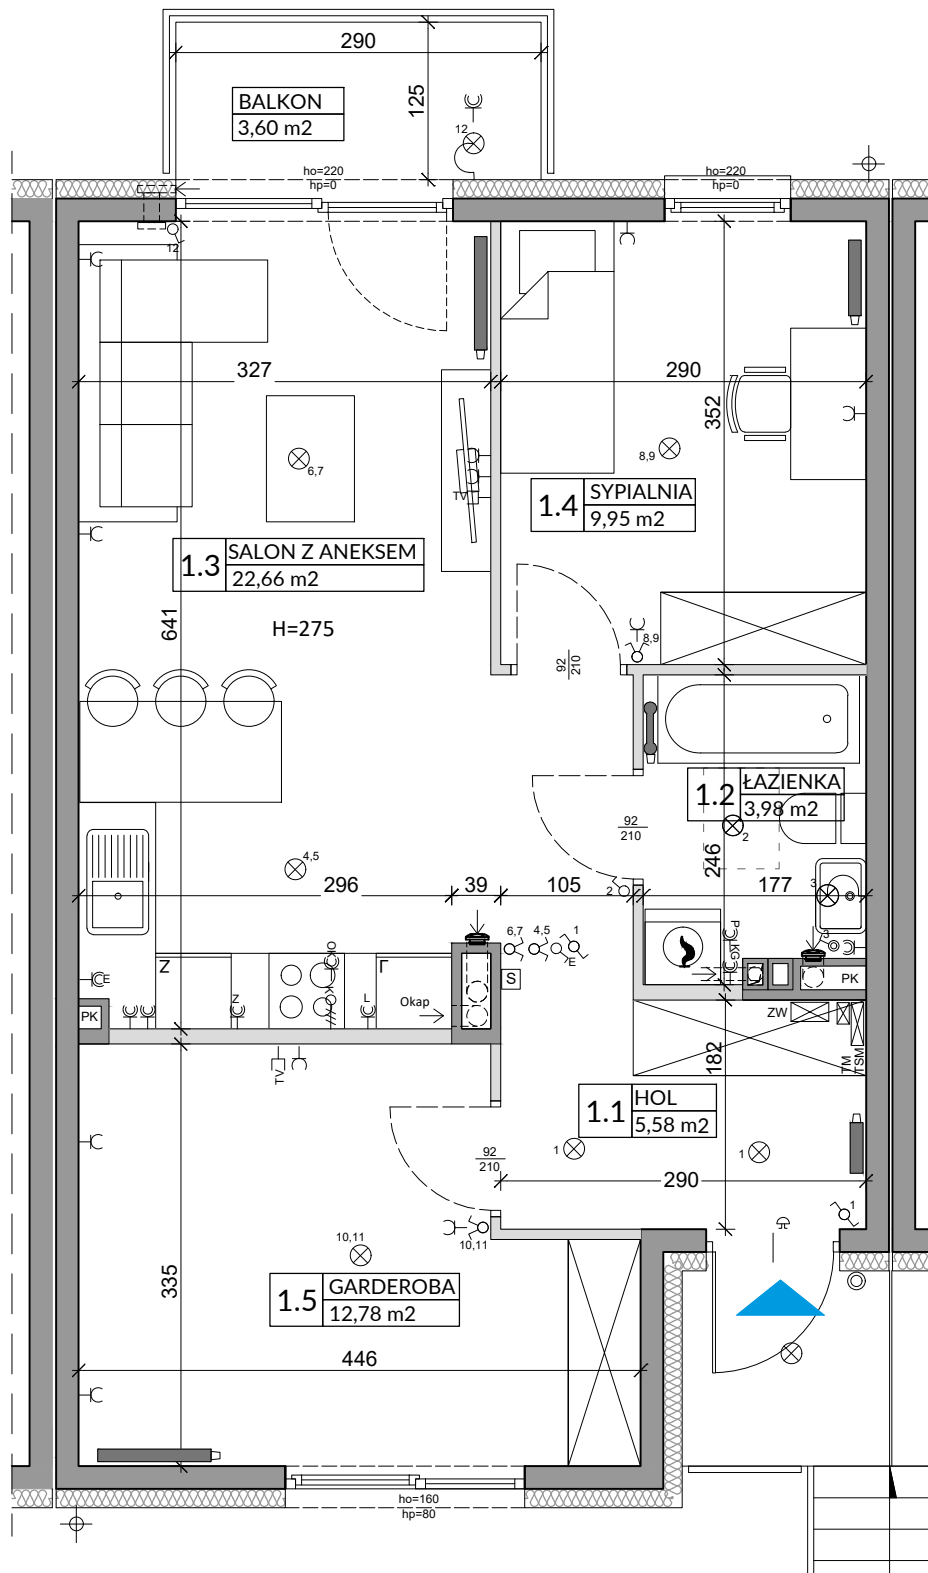 290
125
BALKON
3,60 m2
12
ho=220
hp=0
ho=220
hp=0
12
327
290
352
6,7
8,9
TV
1.4
SYPIALNIA
9,95 m2
1.3
SALON Z ANEKSEM
22,66 m2
641
H=275
8,9
92
210
1.2
ŁAZIENKA
3,98 m2
92
210
2
246
4,5
296
39
105
2
177
3
6,7
4,5
1
E
P
KG
3
OK
Z
E
Z
KO
L
Okap
S
PK
PK
ZW
TM
TSM
182
TV
1.1
HOL
5,58 m2
1
1
92
210
290
1
10,11
10,11
335
1.5
GARDEROBA
12,78 m2
446
ho=160
hp=80